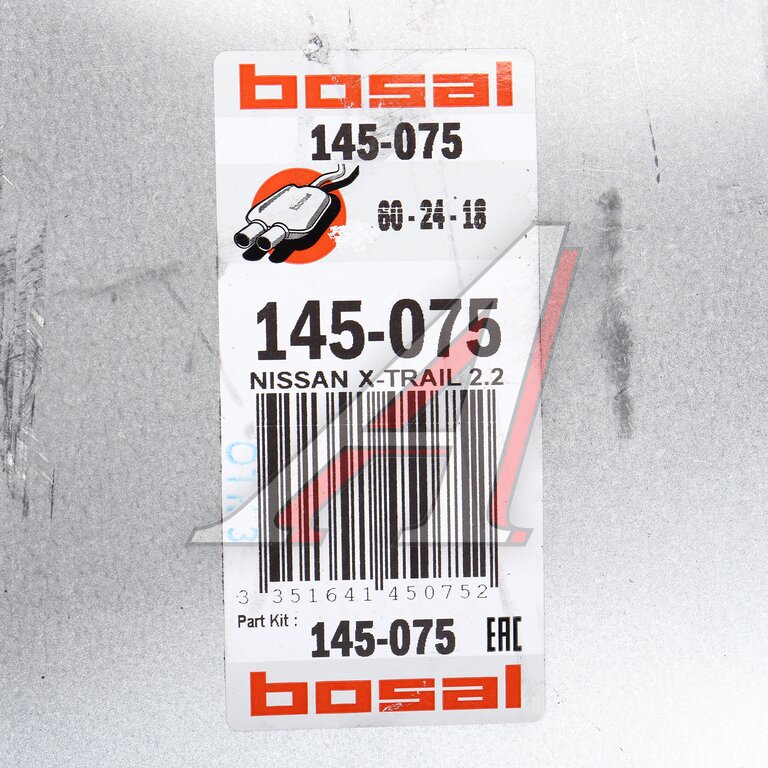 bosal
145-075
bosal
60-24-18
145-075
NISSAN X-TRAIL 2.2
3 351641 450752
Part Kit : 145-075 EAC
bosal